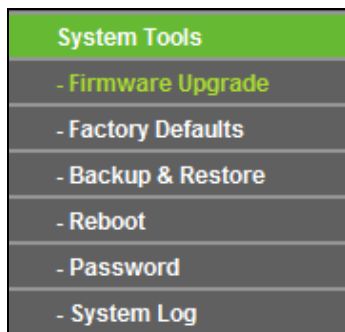 System Tools
- Firmware Upgrade
- Factory Defaults
- Backup & Restore
- Reboot
- Password
- System Log